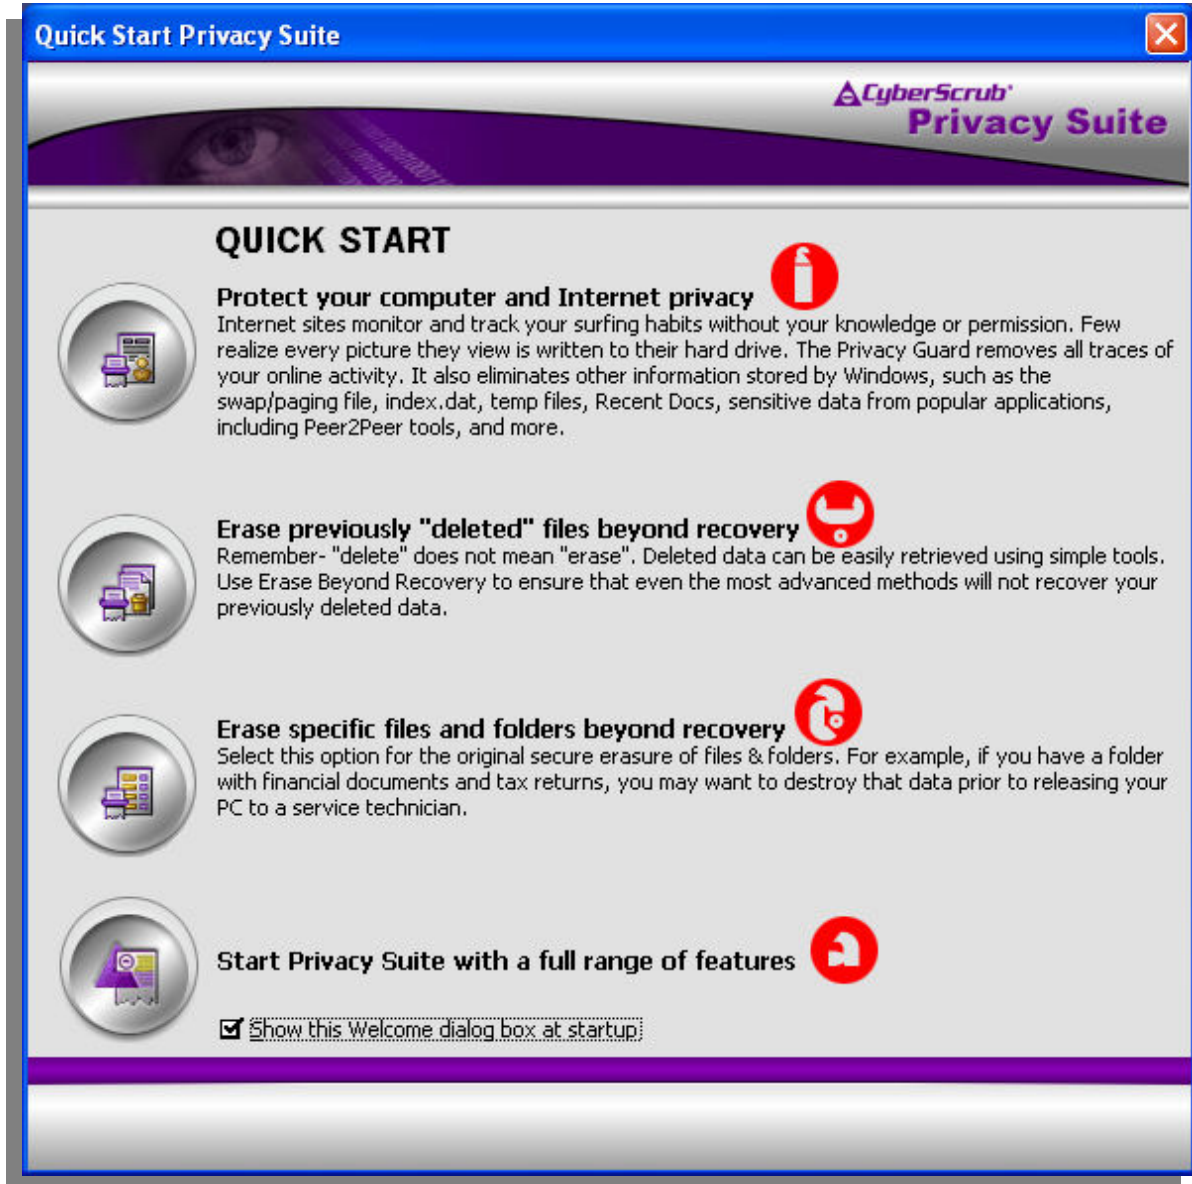 Quick Start Privacy Suite
CyberScrub
Privacy Suite
QUICK START
Protect your computer and Internet privacy
Internet sites monitor and track your surfing habits without your knowledge or permission. Few
realize every picture they view is written to their hard drive. The Privacy Guard removes all traces of
your online activity. It also eliminates other information stored by Windows, such as the
swap/paging file, index.dat, temp files, Recent Docs, sensitive data from popular applications,
including Peer2Peer tools, and more.
Erase previously "deleted" files beyond recovery
Remember- "delete" does not mean "erase". Deleted data can be easily retrieved using simple tools.
Use Erase Beyond Recovery to ensure that even the most advanced methods will not recover your
previously deleted data.
Erase specific files and folders beyond recovery
Select this option for the original secure erasure of files & folders. For example, if you have a folder
with financial documents and tax returns, you may want to destroy that data prior to releasing your
PC to a service technician.
Start Privacy Suite with a full range of features
Show this Welcome dialog box at startup